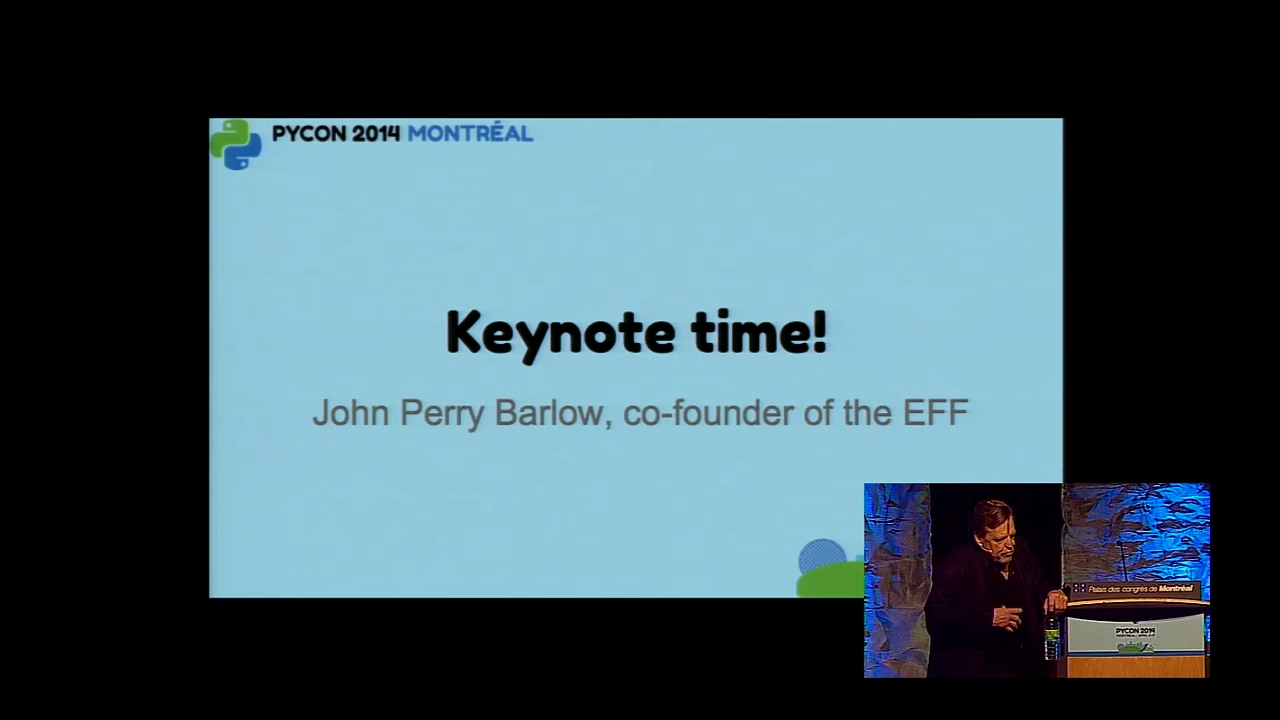 PYCON 2014 MONTRÉAL
Keynote time!
John Perry Barlow, co-founder of the EFF
Palais des congrès de Montréal
PYCON 2014